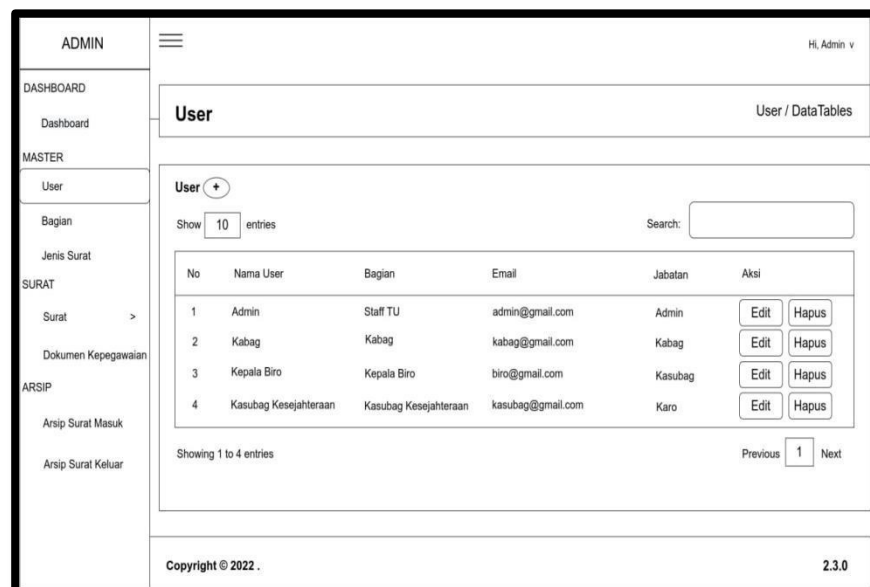 ADMIN
Hi, Admin v
DASHBOARD
Dashboard
MASTER
User
Bagian
Jenis Surat
SURAT
Surat >
Dokumen Kepegawaian
ARSIP
Arsip Surat Masuk
Arsip Surat Keluar
User
User / DataTables
User +
Show 10 entries
Search:
No Nama User Bagian Email Jabatan Aksi
1 Admin Staff TU admin@gmail.com Admin Edit Hapus
2 Kabag Kabag kabag@gmail.com Kabag Edit Hapus
3 Kepala Biro Kepala Biro biro@gmail.com Kasubag Edit Hapus
4 Kasubag Kesejahteraan Kasubag Kesejahteraan kasubag@gmail.com Karo Edit Hapus
Showing 1 to 4 entries
Previous 1 Next
Copyright © 2022 .
2.3.0